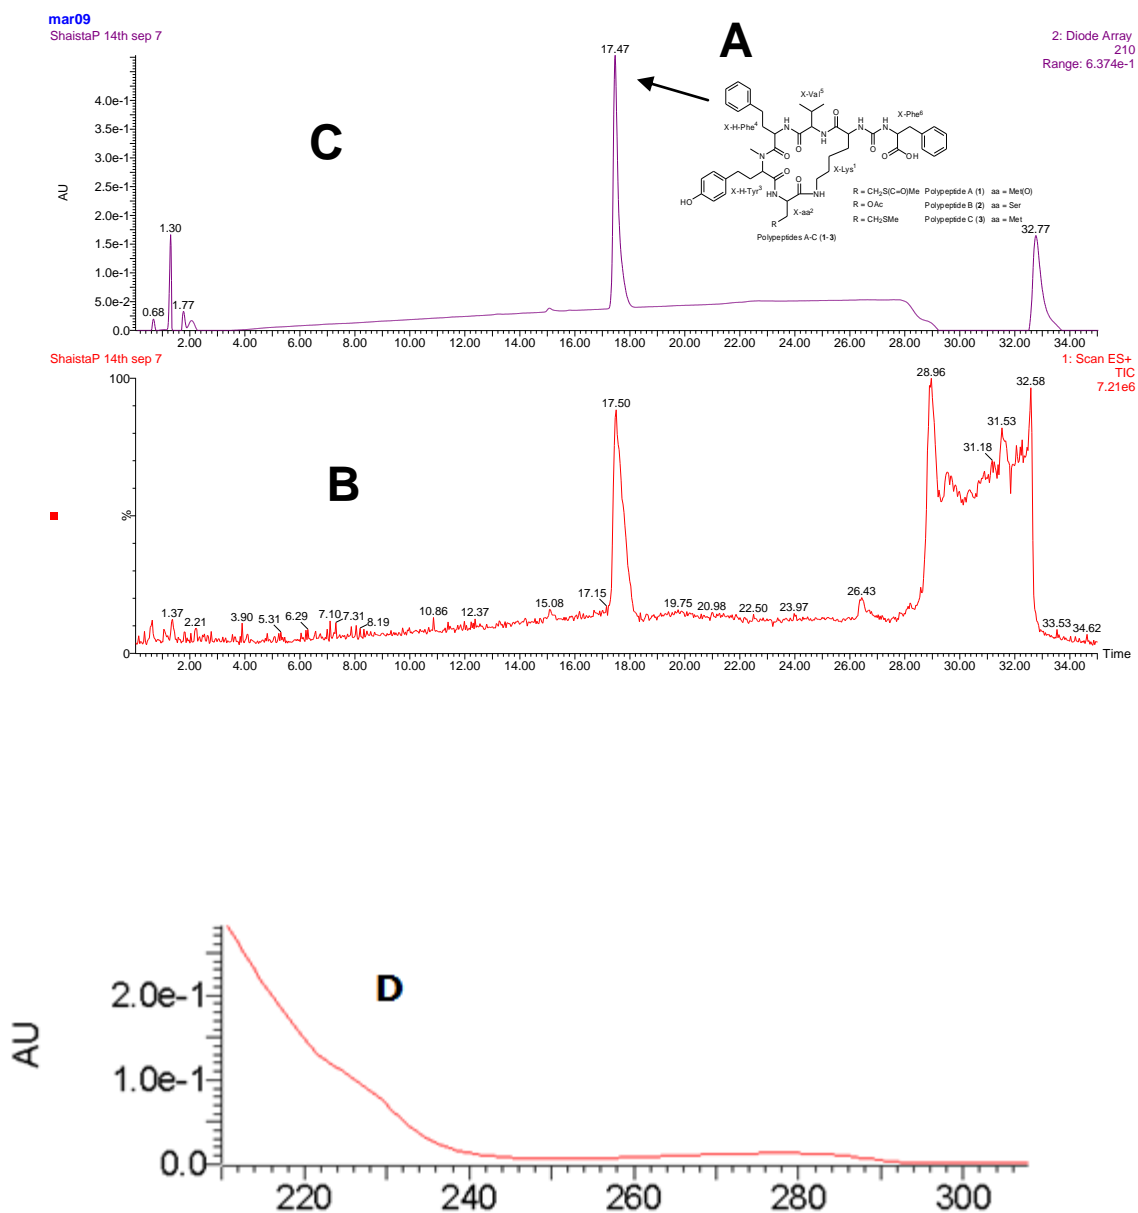 mar09
ShaistaP 14th sep 7
2: Diode Array
210
Range: 6.374e-1
A
C
17.47
1.30
0.68
1.77
32.77
AU
4.0e-1
3.5e-1
3.0e-1
2.5e-1
2.0e-1
1.5e-1
1.0e-1
5.0e-2
0.0
X-Val⁵
X-H-Phe⁴
X-Phe⁶
X-Lys¹
X-H-Tyr³
X-aa²
H
N
O
N
H
O
O
H
N
H
N
O
O
OH
N
O
O
O
NH
N
H
HO
R
R = CH₂S(C=O)Me Polypeptide A (1) aa = Met(O)
R = OAc Polypeptide B (2) aa = Ser
R = CH₂SMe Polypeptide C (3) aa = Met
Polypeptides A-C (1-3)
2.00 4.00 6.00 8.00 10.00 12.00 14.00 16.00 18.00 20.00 22.00 24.00 26.00 28.00 30.00 32.00 34.00
ShaistaP 14th sep 7
1: Scan ES+
TIC
7.21e6
B
100
%
0
1.37
2.21
3.90
5.31
6.29
7.10
7.31
8.19
10.86
12.37
15.08
17.15
17.50
19.75
20.98
22.50
23.97
26.43
28.96
31.18
31.53
32.58
33.53
34.62
Time
2.00 4.00 6.00 8.00 10.00 12.00 14.00 16.00 18.00 20.00 22.00 24.00 26.00 28.00 30.00 32.00 34.00
D
AU
2.0e-1
1.0e-1
0.0
220 240 260 280 300